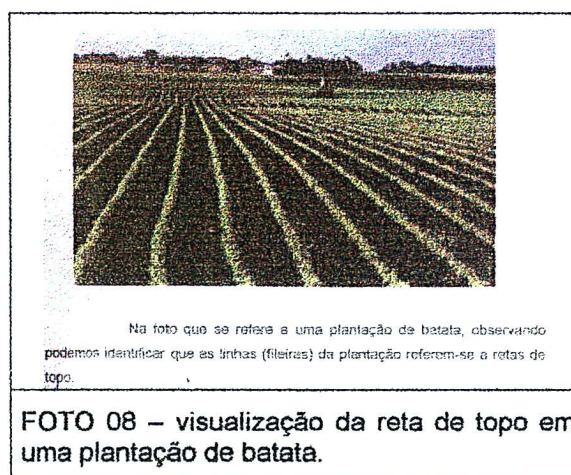 Na foto que se refere a uma plantação de batata, observando
podemos identificar que as linhas (fileiras) da plantação referem-se a retas de
topo.
FOTO 08 – visualização da reta de topo em
uma plantação de batata.